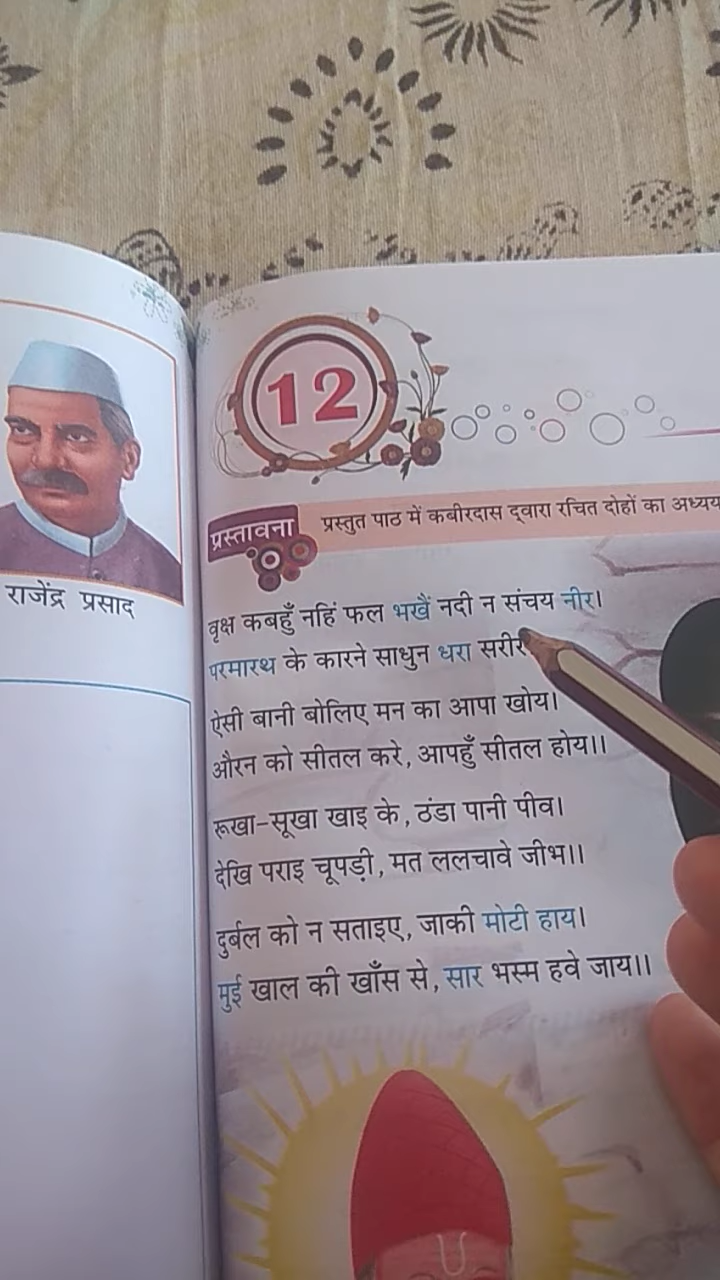 राजेंद्र प्रसाद
12
प्रस्तावना
प्रस्तुत पाठ में कबीरदास द्वारा रचित दोहों का
वृक्ष कबहुँ नहिं फल भखैं नदी न संचय नीर।
परमारथ के कारने साधुन धरा सरीर
ऐसी बानी बोलिए मन का आपा खोय।
औरन को सीतल करे, आपहुँ सीतल होय।।
रूखा-सूखा खाइ के, ठंडा पानी पीव।
देखि पराइ चूपड़ी, मत ललचावे जीभ।।
दुर्बल को न सताइए, जाकी मोटी हाय।
मुई खाल की खाँस से, सार भस्म हवे जाय।।